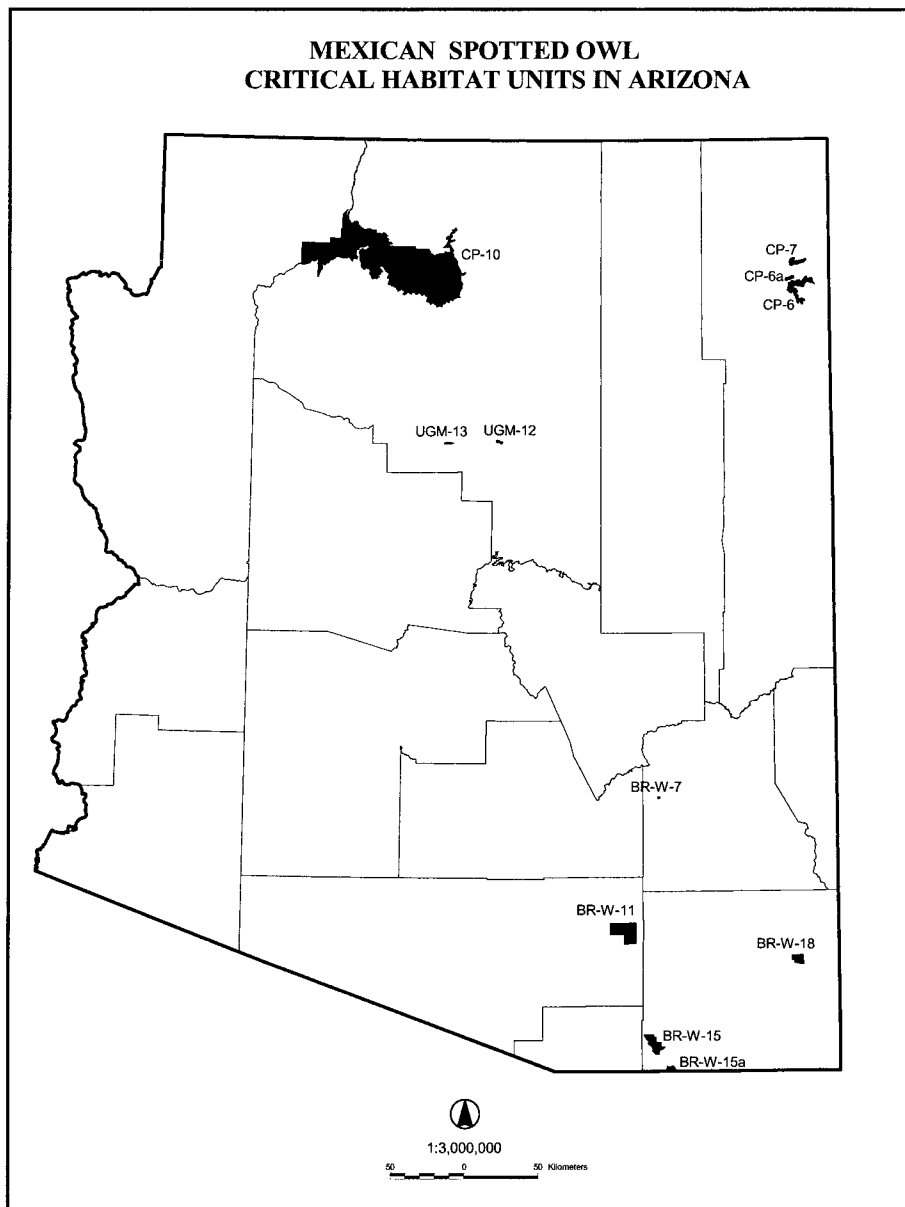 MEXICAN SPOTTED OWL
CRITICAL HABITAT UNITS IN ARIZONA
CP-10
CP-7
CP-6a
CP-6
UGM-13 UGM-12
BR-W-7
BR-W-11
BR-W-18
BR-W-15
BR-W-15a
1:3,000,000
50 0 50 Kilometers